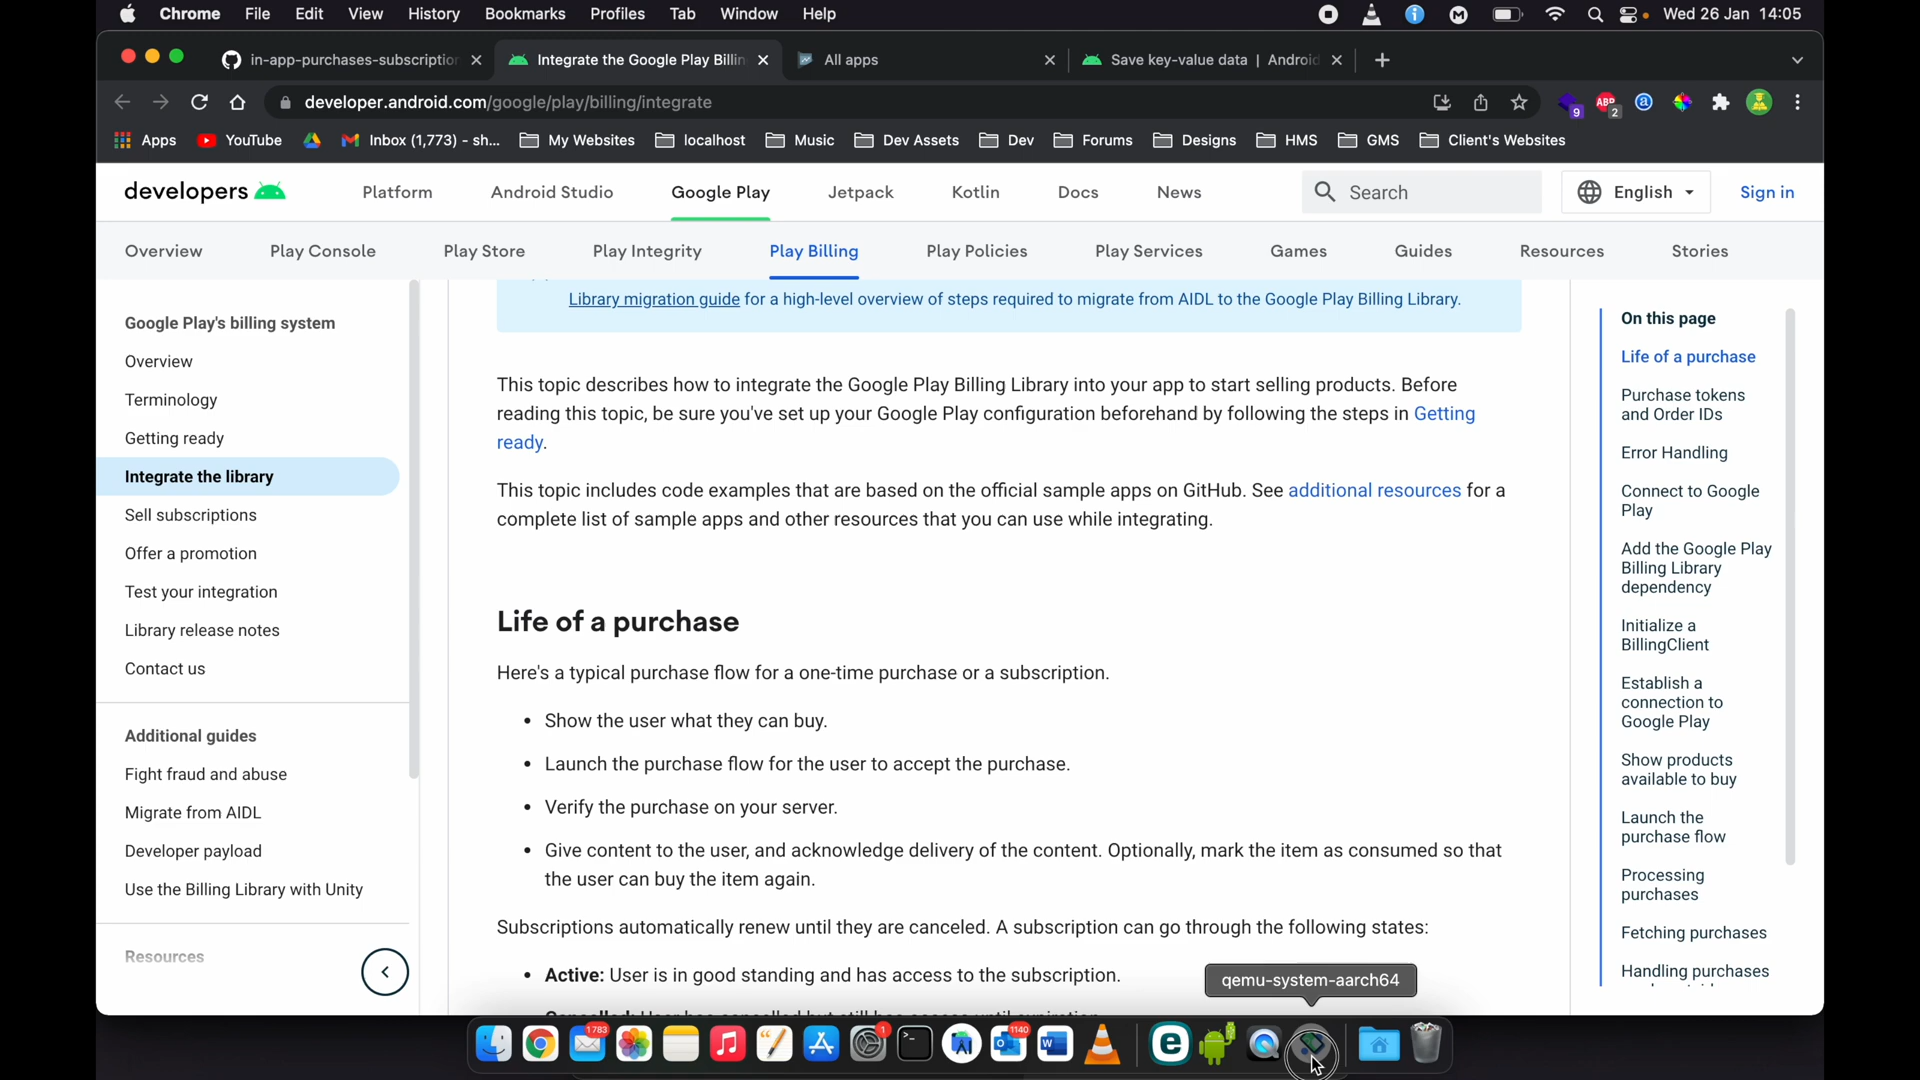 Chrome File Edit View History Bookmarks Profiles Tab Window Help Wed 26 Jan 14:05
in-app-purchases-subscription Integrate the Google Play Billin All apps Save key-value data | Android
developer.android.com/google/play/billing/integrate 9 ABP 2
Apps YouTube Inbox (1,773) - sh... My Websites localhost Music Dev Assets Dev Forums Designs HMS GMS Client's Websites
developers Platform Android Studio Google Play Jetpack Kotlin Docs News Search English Sign in
Overview Play Console Play Store Play Integrity Play Billing Play Policies Play Services Games Guides Resources Stories
Google Play's billing system
Overview
Terminology
Getting ready
Integrate the library
Sell subscriptions
Offer a promotion
Test your integration
Library release notes
Contact us
Additional guides
Fight fraud and abuse
Migrate from AIDL
Developer payload
Use the Billing Library with Unity
Resources
Library migration guide for a high-level overview of steps required to migrate from AIDL to the Google Play Billing Library.
This topic describes how to integrate the Google Play Billing Library into your app to start selling products. Before
reading this topic, be sure you've set up your Google Play configuration beforehand by following the steps in Getting
ready.
This topic includes code examples that are based on the official sample apps on GitHub. See additional resources for a
complete list of sample apps and other resources that you can use while integrating.
Life of a purchase
Here's a typical purchase flow for a one-time purchase or a subscription.
• Show the user what they can buy.
• Launch the purchase flow for the user to accept the purchase.
• Verify the purchase on your server.
• Give content to the user, and acknowledge delivery of the content. Optionally, mark the item as consumed so that
the user can buy the item again.
Subscriptions automatically renew until they are canceled. A subscription can go through the following states:
• Active: User is in good standing and has access to the subscription.
On this page
Life of a purchase
Purchase tokens
and Order IDs
Error Handling
Connect to Google
Play
Add the Google Play
Billing Library
dependency
Initialize a
BillingClient
Establish a
connection to
Google Play
Show products
available to buy
Launch the
purchase flow
Processing
purchases
Fetching purchases
Handling purchases
qemu-system-aarch64
1783 1 1140